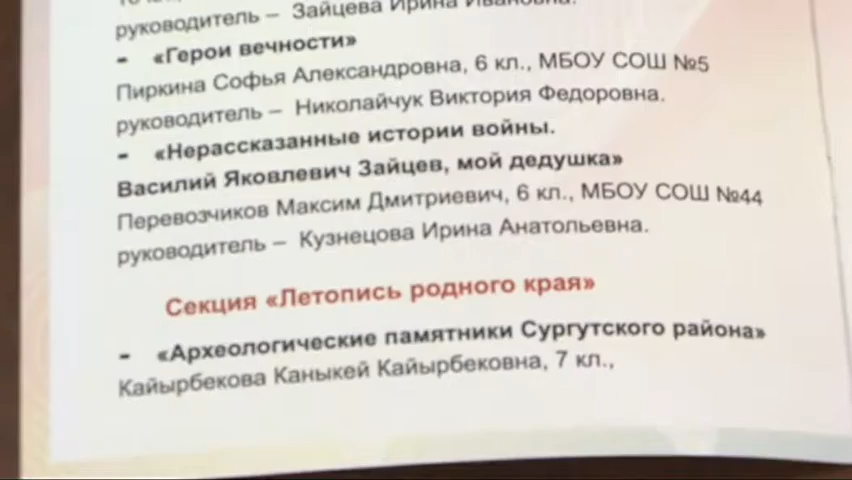 руководитель – Зайцева Ирина Ивановна.
- «Герои вечности»
Пиркина Софья Александровна, 6 кл., МБОУ СОШ №5
руководитель – Николайчук Виктория Федоровна.
- «Нерассказанные истории войны.
Василий Яковлевич Зайцев, мой дедушка»
Перевозчиков Максим Дмитриевич, 6 кл., МБОУ СОШ №44
руководитель – Кузнецова Ирина Анатольевна.
Секция «Летопись родного края»
- «Археологические памятники Сургутского района»
Кайырбекова Каныкей Кайырбековна, 7 кл.,